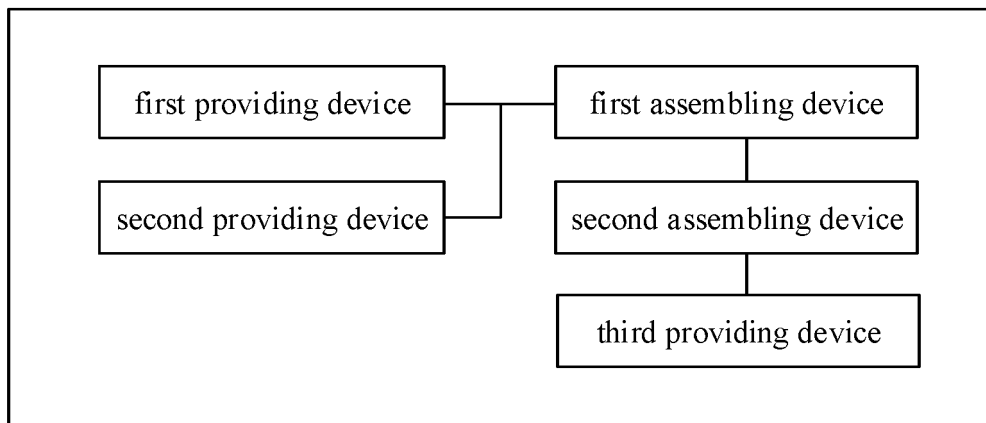 first providing device
first assembling device
second providing device
second assembling device
third providing device